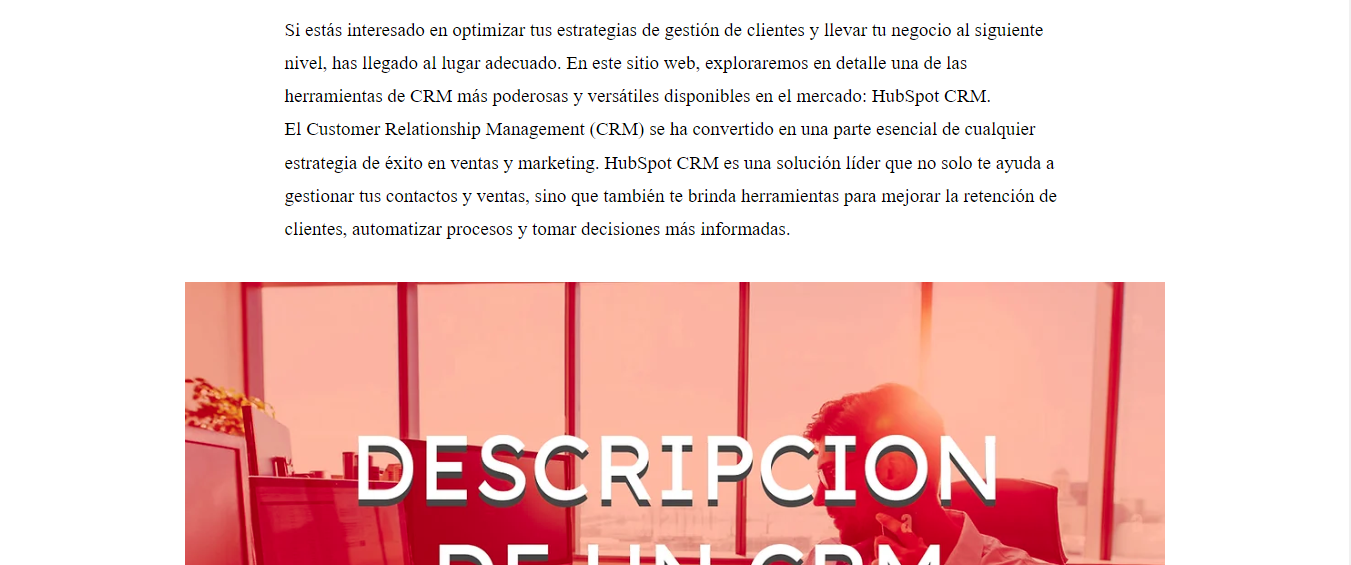 Si estás interesado en optimizar tus estrategias de gestión de clientes y llevar tu negocio al siguiente
nivel, has llegado al lugar adecuado. En este sitio web, exploraremos en detalle una de las
herramientas de CRM más poderosas y versátiles disponibles en el mercado: HubSpot CRM.
El Customer Relationship Management (CRM) se ha convertido en una parte esencial de cualquier
estrategia de éxito en ventas y marketing. HubSpot CRM es una solución líder que no solo te ayuda a
gestionar tus contactos y ventas, sino que también te brinda herramientas para mejorar la retención de
clientes, automatizar procesos y tomar decisiones más informadas.
DESCRIPCION
DE UN CRM